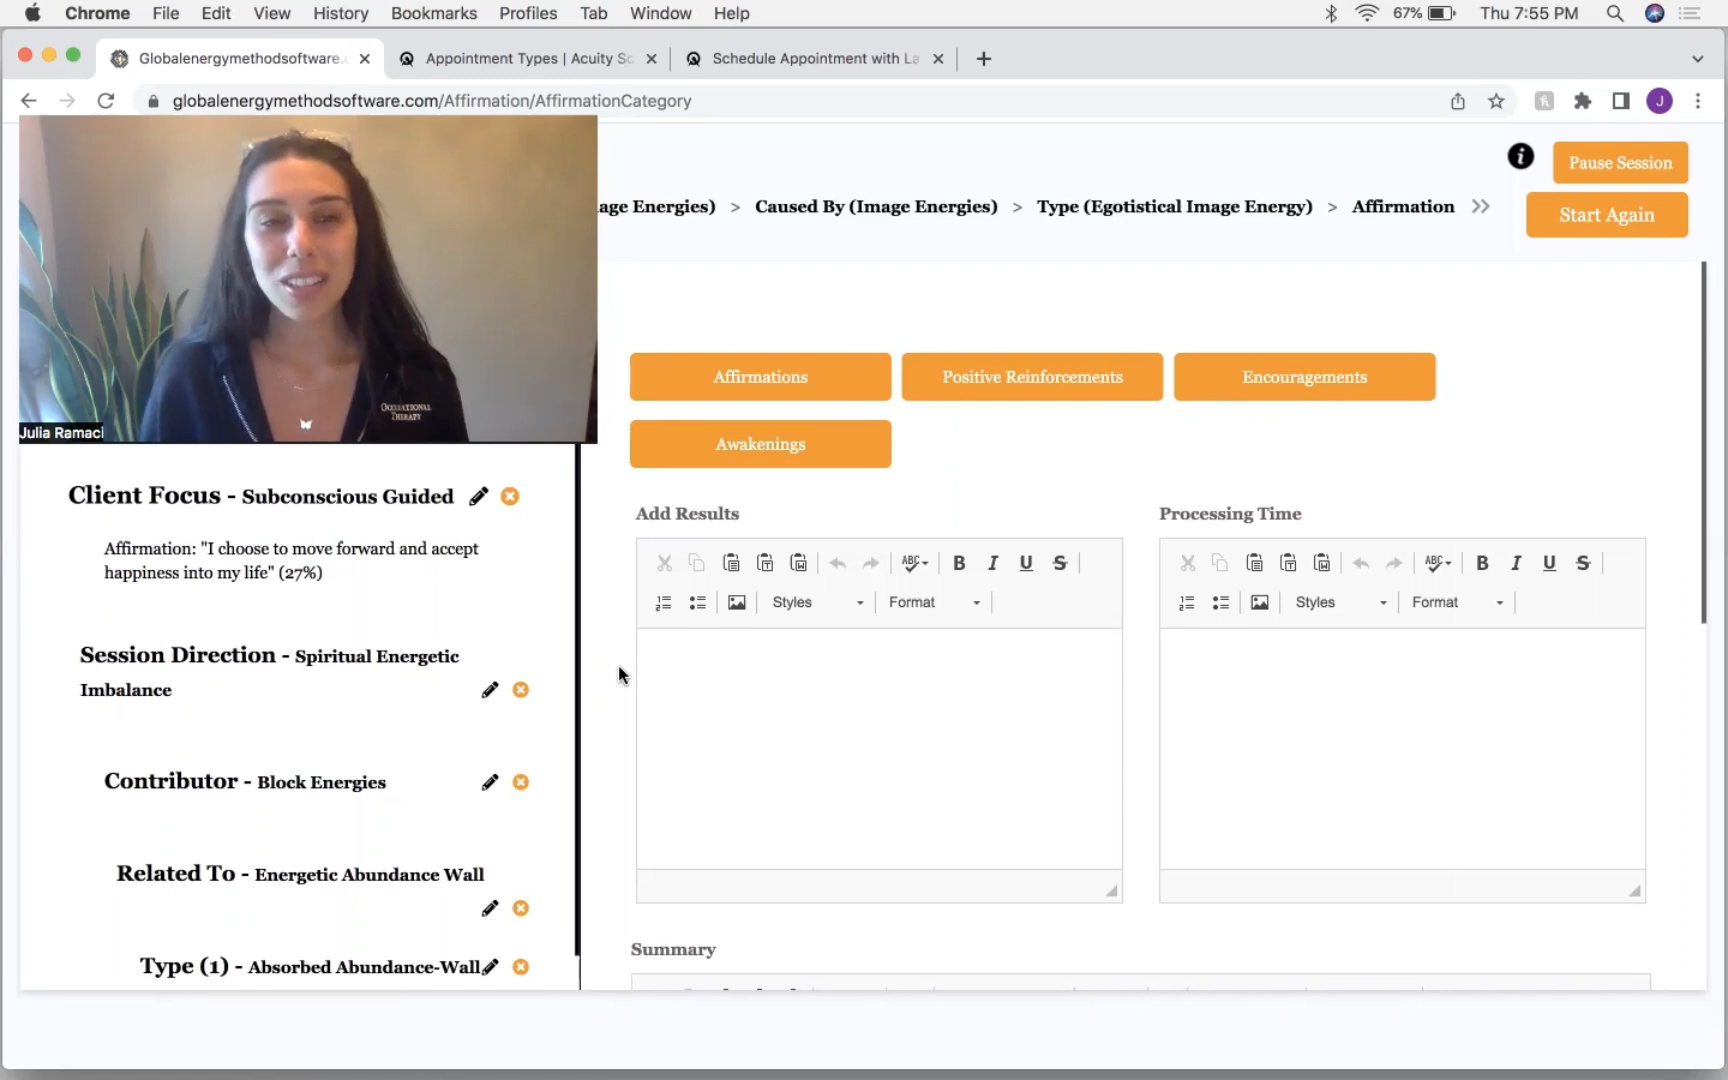 Chrome File Edit View History Bookmarks Profiles Tab Window Help 67% Thu 7:55 PM
Globalenergymethodsoftware.c Appointment Types | Acuity Sc Schedule Appointment with La
globalenergymethodsoftware.com/Affirmation/AffirmationCategory J
Pause Session
age Energies) > Caused By (Image Energies) > Type (Egotistical Image Energy) > Affirmation >>
Start Again
OCCUPATIONAL
THERAPY
Julia Ramaci
Affirmations Positive Reinforcements Encouragements
Awakenings
Client Focus - Subconscious Guided
Affirmation: "I choose to move forward and accept
happiness into my life" (27%)
Session Direction - Spiritual Energetic
Imbalance
Contributor - Block Energies
Related To - Energetic Abundance Wall
Type (1) - Absorbed Abundance-Wall
Add Results Processing Time
ABC B I U S ABC B I U S
Styles Format Styles Format
Summary